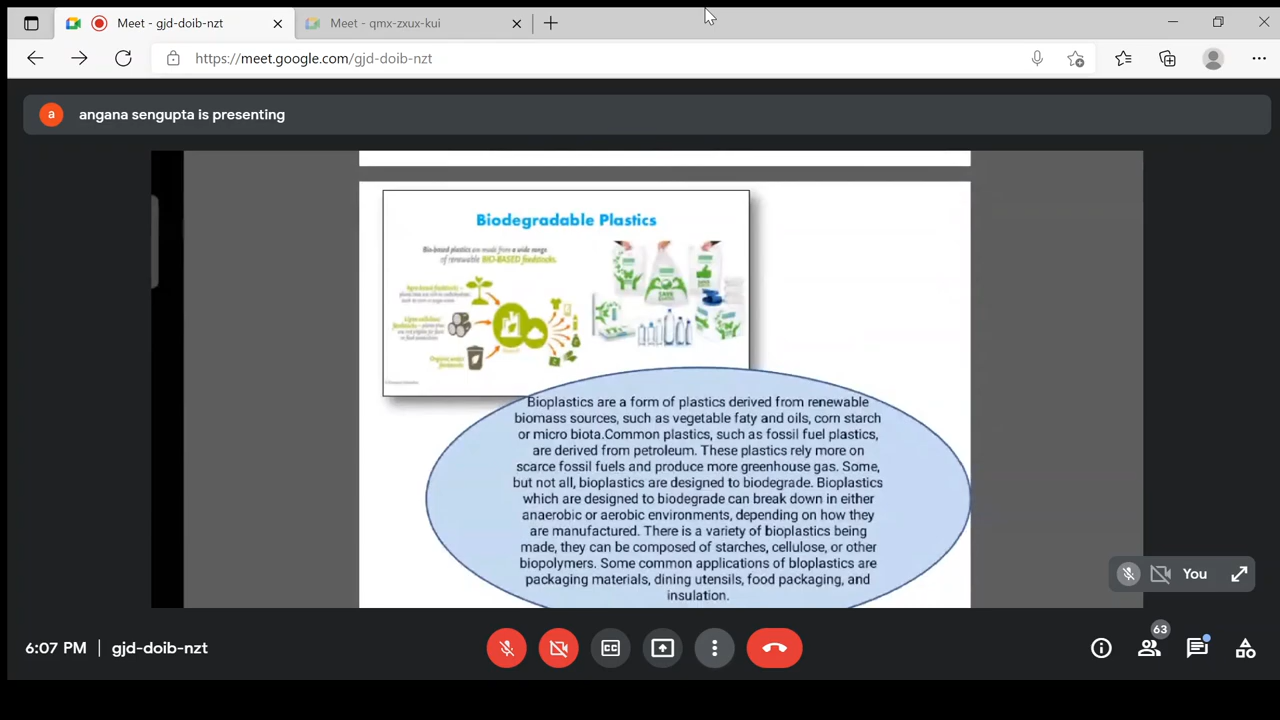 Meet - gjd-doib-nzt
Meet - qmx-zxux-kui
https://meet.google.com/gjd-doib-nzt
a angana sengupta is presenting
Biodegradable Plastics
Bio-based plastics are made from a wide range
of renewable BIO-BASED feedstocks.
Bioplastics are a form of plastics derived from renewable
biomass sources, such as vegetable faty and oils, corn starch
or micro biota.Common plastics, such as fossil fuel plastics,
are derived from petroleum. These plastics rely more on
scarce fossil fuels and produce more greenhouse gas. Some,
but not all, bioplastics are designed to biodegrade. Bioplastics
which are designed to biodegrade can break down in either
anaerobic or aerobic environments, depending on how they
are manufactured. There is a variety of bioplastics being
made, they can be composed of starches, cellulose, or other
biopolymers. Some common applications of bloplastics are
packaging materials, dining utensils, food packaging, and
insulation.
You
6:07 PM | gjd-doib-nzt
CC
63